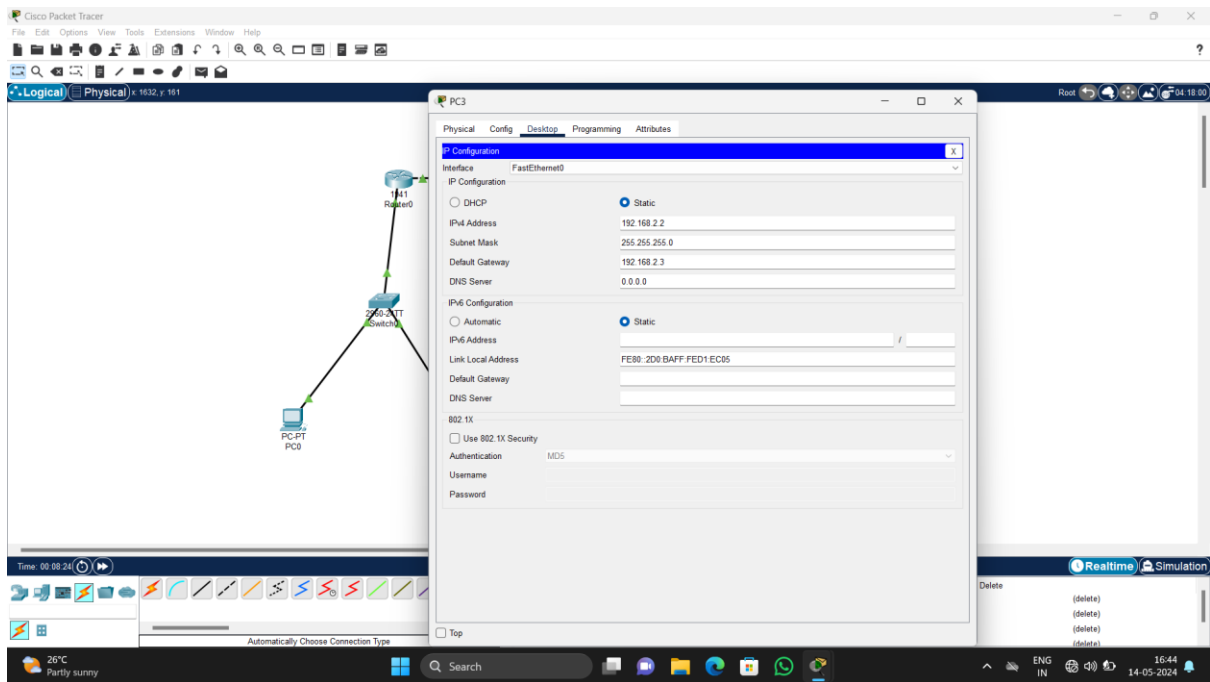 Cisco Packet Tracer
File Edit Options View Tools Extensions Window Help
?
Logical Physical x: 1632, y: 161
Root 04:18:00
PC3
Physical Config Desktop Programming Attributes
IP Configuration X
Interface FastEthernet0
IP Configuration
DHCP Static
IPv4 Address 192.168.2.2
Subnet Mask 255.255.255.0
Default Gateway 192.168.2.3
DNS Server 0.0.0.0
IPv6 Configuration
Automatic Static
IPv6 Address /
Link Local Address FE80::2D0:BAFF:FED1:EC05
Default Gateway
DNS Server
802.1X
Use 802.1X Security
Authentication MD5
Username
Password
Top
1941
Router0
2960-24TT
Switch0
PC-PT
PC0
Time: 00:08:24
Realtime Simulation
Automatically Choose Connection Type
Delete
(delete)
(delete)
(delete)
(delete)
26°C
Partly sunny
Search
ENG
IN
16:44
14-05-2024